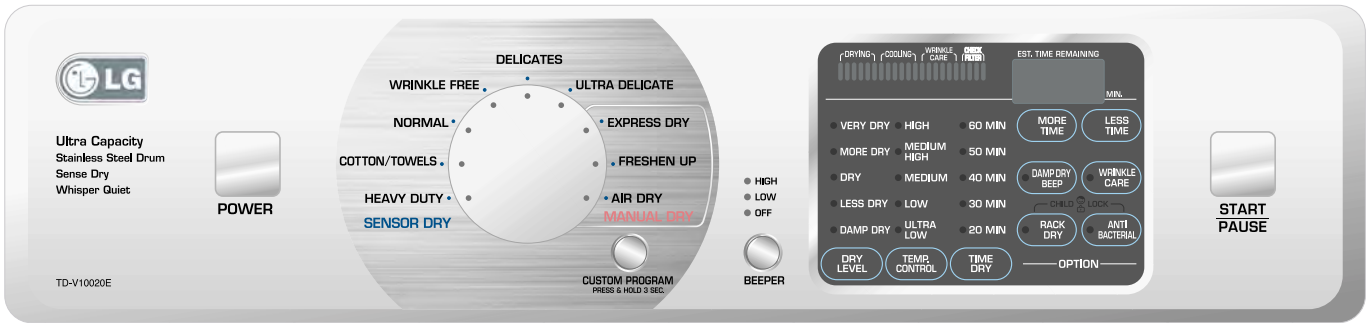 LG
Ultra Capacity
Stainless Steel Drum
Sense Dry
Whisper Quiet
TD-V10020E
POWER
DELICATES
WRINKLE FREE
ULTRA DELICATE
NORMAL
EXPRESS DRY
COTTON/TOWELS
FRESHEN UP
HEAVY DUTY
AIR DRY
SENSOR DRY
MANUAL DRY
CUSTOM PROGRAM
PRESS & HOLD 3 SEC.
HIGH
LOW
OFF
BEEPER
DRYING
COOLING
WRINKLE
CARE
CHECK
FILTER
EST. TIME REMAINING
MIN.
VERY DRY
HIGH
60 MIN
MORE DRY
MEDIUM
HIGH
50 MIN
DRY
MEDIUM
40 MIN
LESS DRY
LOW
30 MIN
DAMP DRY
ULTRA
LOW
20 MIN
DRY
LEVEL
TEMP.
CONTROL
TIME
DRY
MORE
TIME
LESS
TIME
DAMP DRY
BEEP
WRINKLE
CARE
CHILD LOCK
RACK
DRY
ANTI
BACTERIAL
OPTION
START
PAUSE